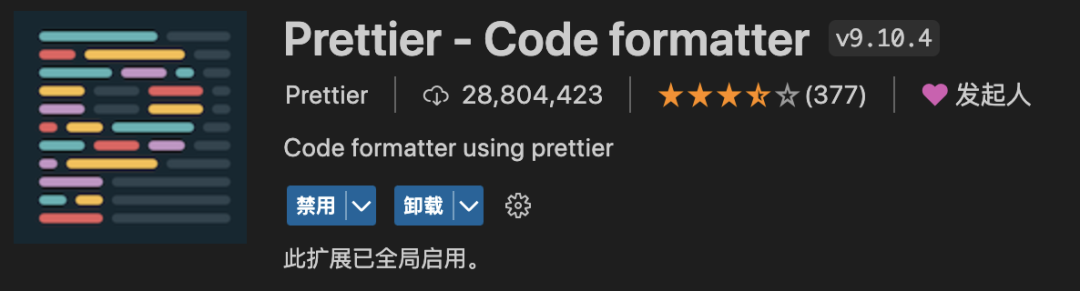 Prettier - Code formatter v9.10.4
Prettier 28,804,423 (377) 发起人
Code formatter using prettier
禁用 卸载
此扩展已全局启用。